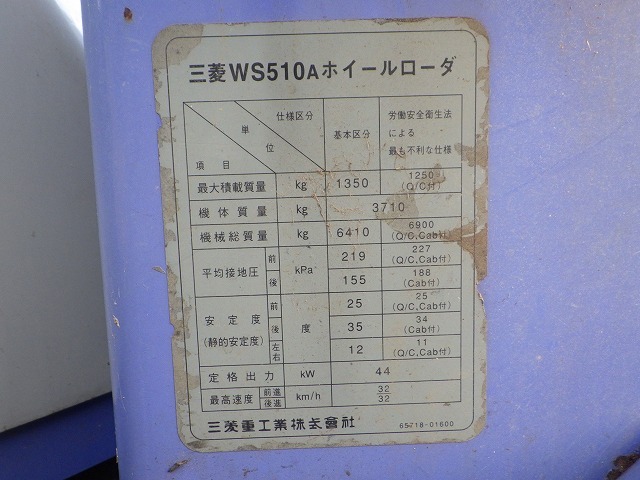 三菱WS510Aホイールローダ
仕様区分
単
位
項目
基本区分
労働安全衛生法
による
最も不利な仕様
最大積載質量 kg 1350 1250 (Q/C付)
機体質量 kg 3710
機械総質量 kg 6410 6900 (Q/C,Cab付)
平均接地圧 前 kPa 219 227 (Q/C,Cab付)
後 155 188 (Cab付)
安定度 (静的安定度) 前 度 25 25 (Q/C,Cab付)
後 35 34 (Cab付)
左右 12 11 (Q/C,Cab付)
定格出力 kW 44
最高速度 前進 km/h 32
後進 32
三菱重工業株式會社
65718-01600